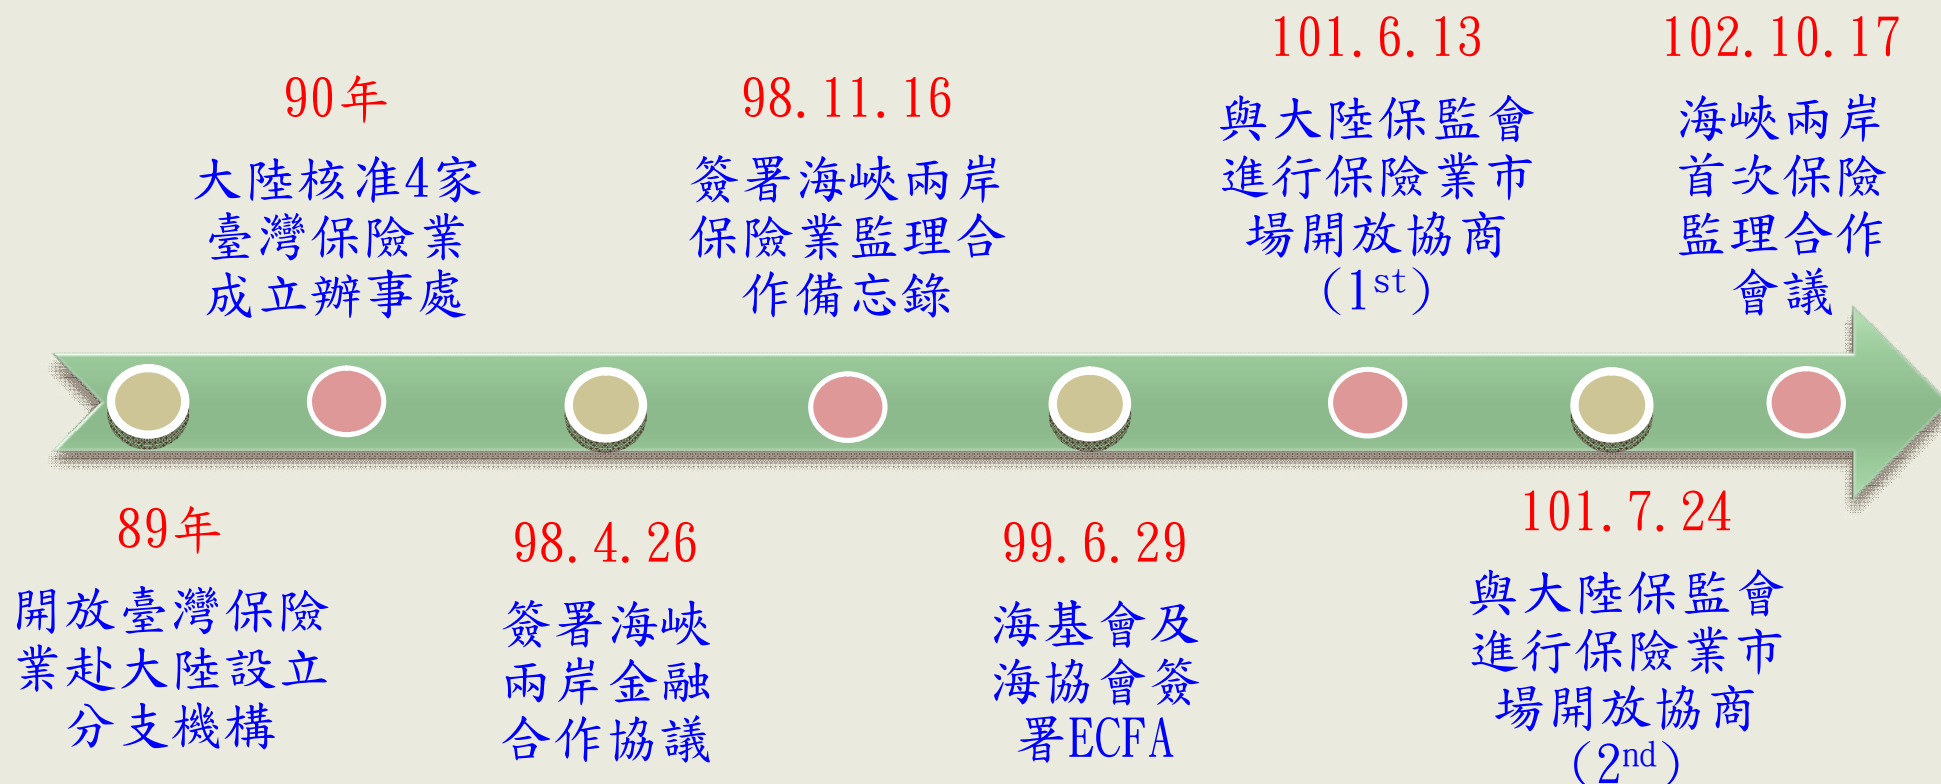 89年
開放臺灣保險
業赴大陸設立
分支機構
90年
大陸核准4家
臺灣保險業
成立辦事處
98.4.26
簽署海峽
兩岸金融
合作協議
98.11.16
簽署海峽兩岸
保險業監理合
作備忘錄
99.6.29
海基會及
海協會簽
署ECFA
101.6.13
與大陸保監會
進行保險業市
場開放協商
(1st)
101.7.24
與大陸保監會
進行保險業市
場開放協商
(2nd)
102.10.17
海峽兩岸
首次保險
監理合作
會議